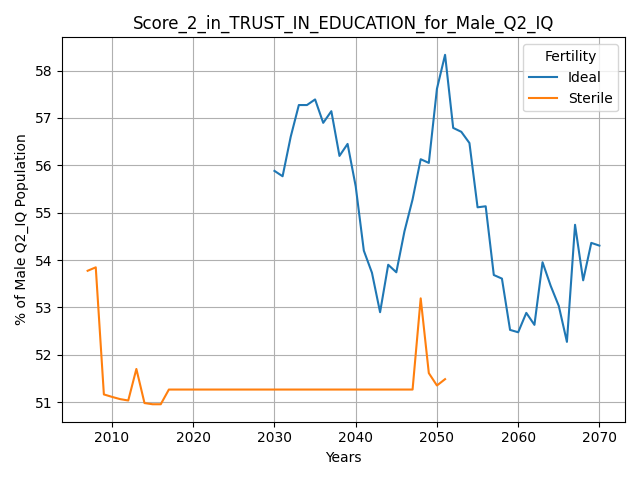 Score_2_in_TRUST_IN_EDUCATION_for_Male_Q2_IQ
Fertility
Ideal
Sterile
% of Male Q2_IQ Population
58
57
56
55
54
53
52
51
2010 2020 2030 2040 2050 2060 2070
Years